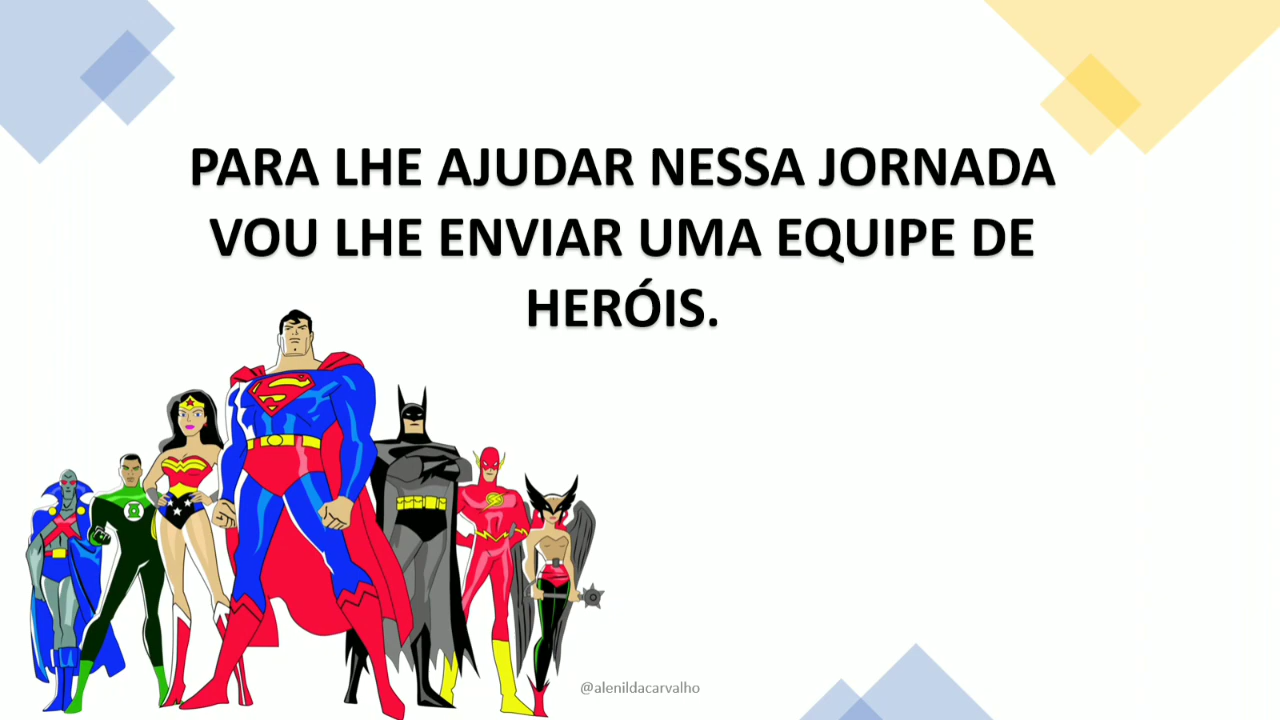 PARA LHE AJUDAR NESSA JORNADA
VOU LHE ENVIAR UMA EQUIPE DE
HERÓIS.
@alenildacarvalho